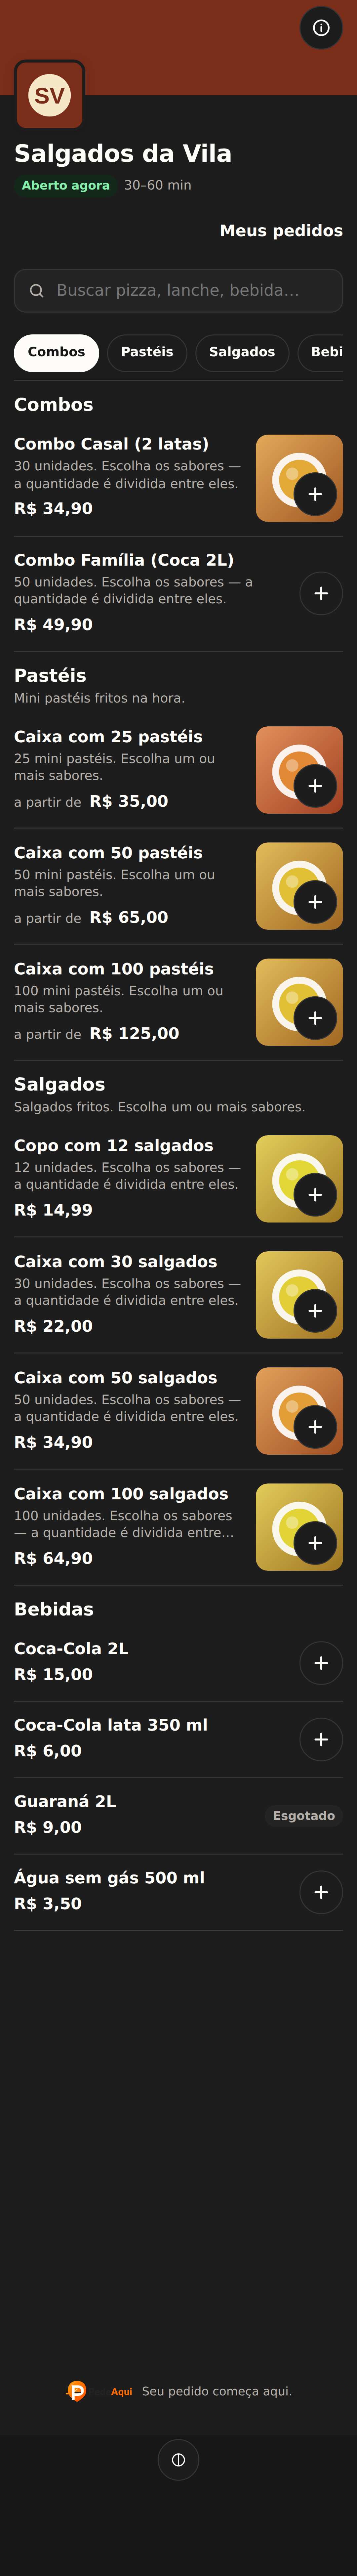 SV
Salgados da Vila
Aberto agora 30–60 min
Meus pedidos
Buscar pizza, lanche, bebida...
Combos Pastéis Salgados Bebi
Combos
Combo Casal (2 latas)
30 unidades. Escolha os sabores —
a quantidade é dividida entre eles.
R$ 34,90
Combo Família (Coca 2L)
50 unidades. Escolha os sabores — a
quantidade é dividida entre eles.
R$ 49,90
Pastéis
Mini pastéis fritos na hora.
Caixa com 25 pastéis
25 mini pastéis. Escolha um ou
mais sabores.
a partir de R$ 35,00
Caixa com 50 pastéis
50 mini pastéis. Escolha um ou
mais sabores.
a partir de R$ 65,00
Caixa com 100 pastéis
100 mini pastéis. Escolha um ou
mais sabores.
a partir de R$ 125,00
Salgados
Salgados fritos. Escolha um ou mais sabores.
Copo com 12 salgados
12 unidades. Escolha os sabores —
a quantidade é dividida entre eles.
R$ 14,99
Caixa com 30 salgados
30 unidades. Escolha os sabores —
a quantidade é dividida entre eles.
R$ 22,00
Caixa com 50 salgados
50 unidades. Escolha os sabores —
a quantidade é dividida entre eles.
R$ 34,90
Caixa com 100 salgados
100 unidades. Escolha os sabores
— a quantidade é dividida entre...
R$ 64,90
Bebidas
Coca-Cola 2L
R$ 15,00
Coca-Cola lata 350 ml
R$ 6,00
Guaraná 2L
R$ 9,00
Esgotado
Água sem gás 500 ml
R$ 3,50
P Aqui Seu pedido começa aqui.